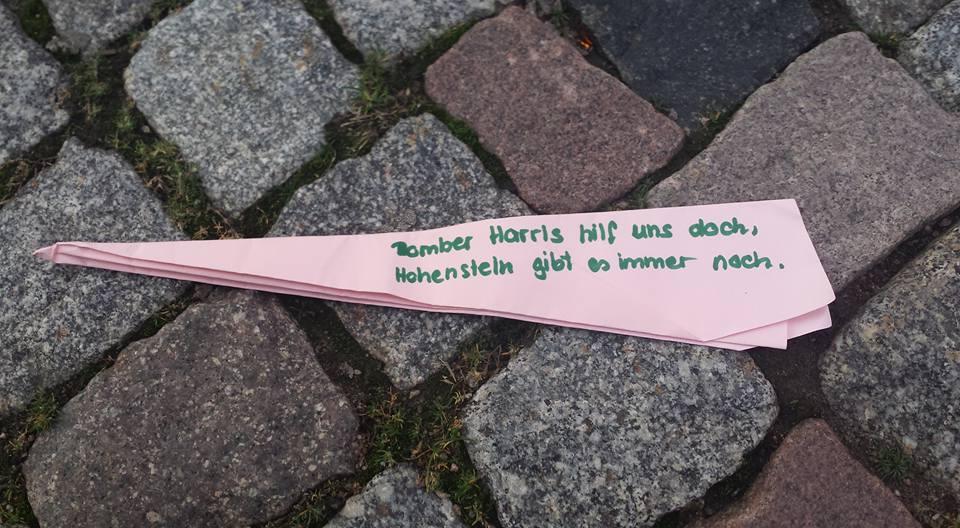 Bomber Harris hilf uns doch,
Hohenstein gibt es immer noch.